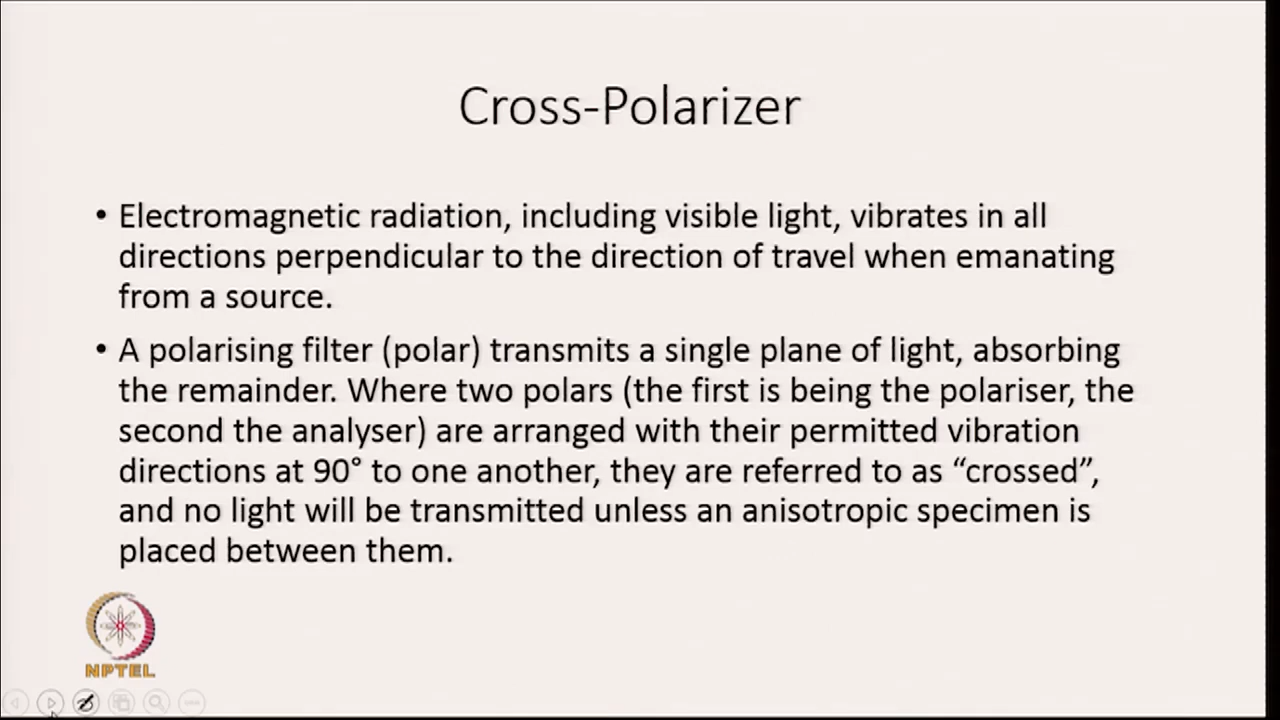 Cross-Polarizer
• Electromagnetic radiation, including visible light, vibrates in all
directions perpendicular to the direction of travel when emanating
from a source.
• A polarising filter (polar) transmits a single plane of light, absorbing
the remainder. Where two polars (the first is being the polariser, the
second the analyser) are arranged with their permitted vibration
directions at 90° to one another, they are referred to as “crossed”,
and no light will be transmitted unless an anisotropic specimen is
placed between them.
NPTEL